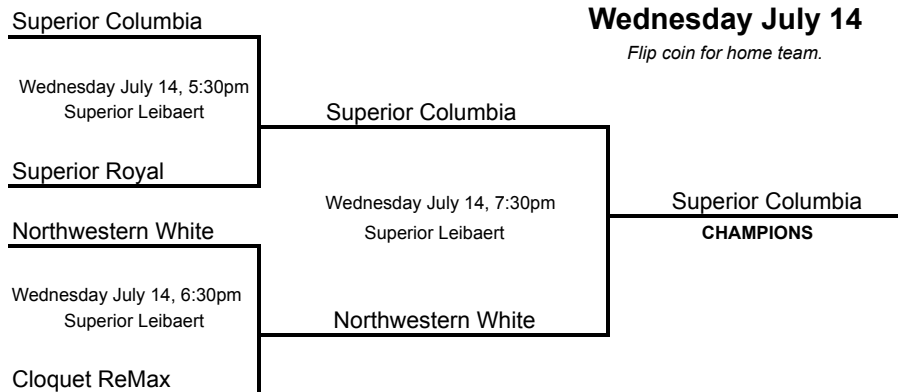 Superior Columbia
Wednesday July 14
Flip coin for home team.
Wednesday July 14, 5:30pm
Superior Leibaert
Superior Columbia
Superior Royal
Wednesday July 14, 7:30pm
Superior Leibaert
Superior Columbia
CHAMPIONS
Northwestern White
Wednesday July 14, 6:30pm
Superior Leibaert
Northwestern White
Cloquet ReMax